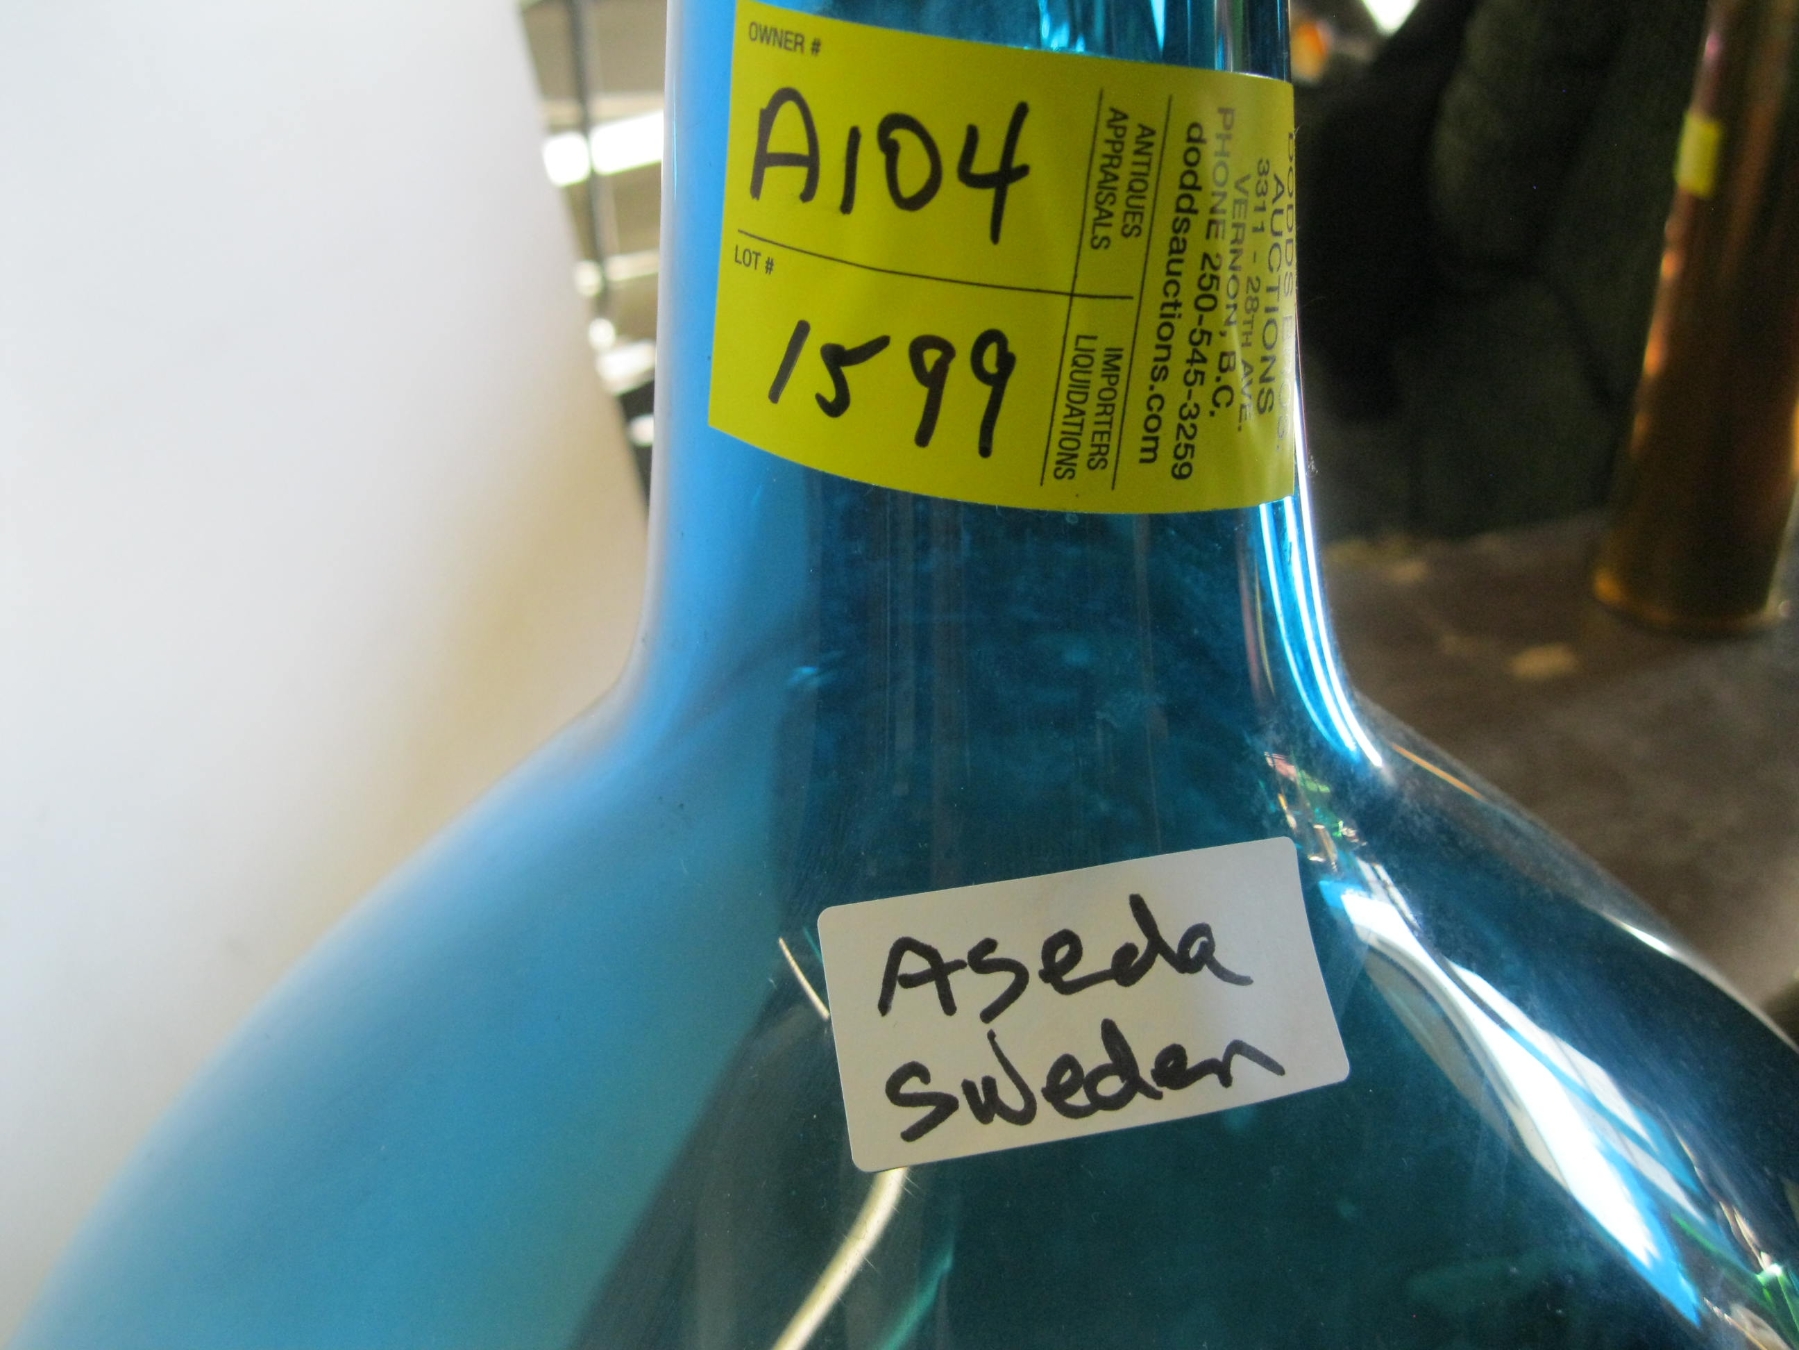 OWNER #
A104
LOT #
1599
ANTIQUES
APPRAISALS
IMPORTERS
LIQUIDATIONS
DODDS
AUCTIONS
3311 - 28TH AVE.
VERNON, B.C.
PHONE 250-545-3259
doddsauctions.com
Aseda
Sweden